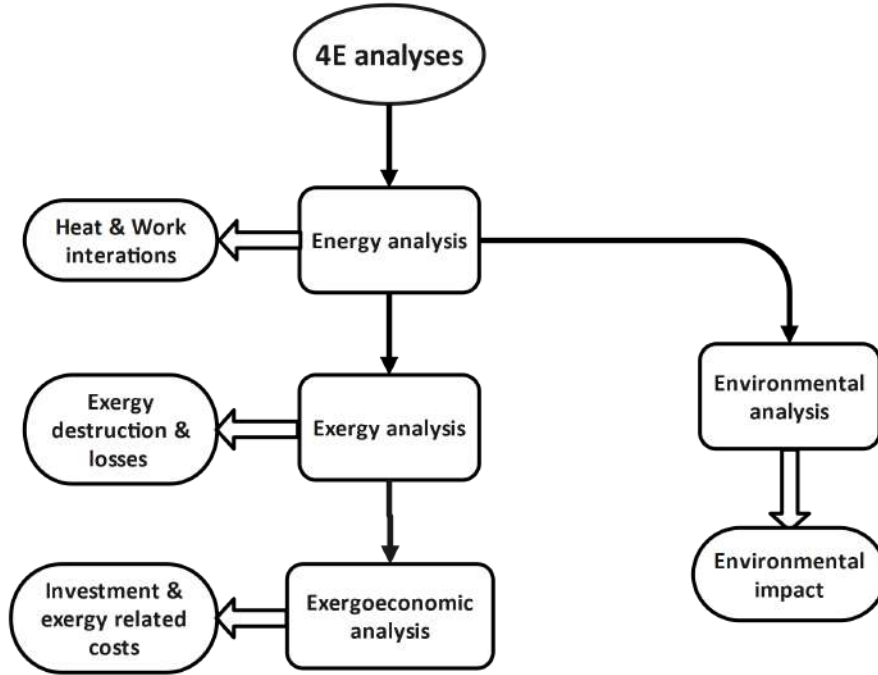 4E analyses
Heat & Work
interations
Energy analysis
Exergy
destruction &
losses
Exergy analysis
Environmental
analysis
Investment &
exergy related
costs
Exergoeconomic
analysis
Environmental
impact